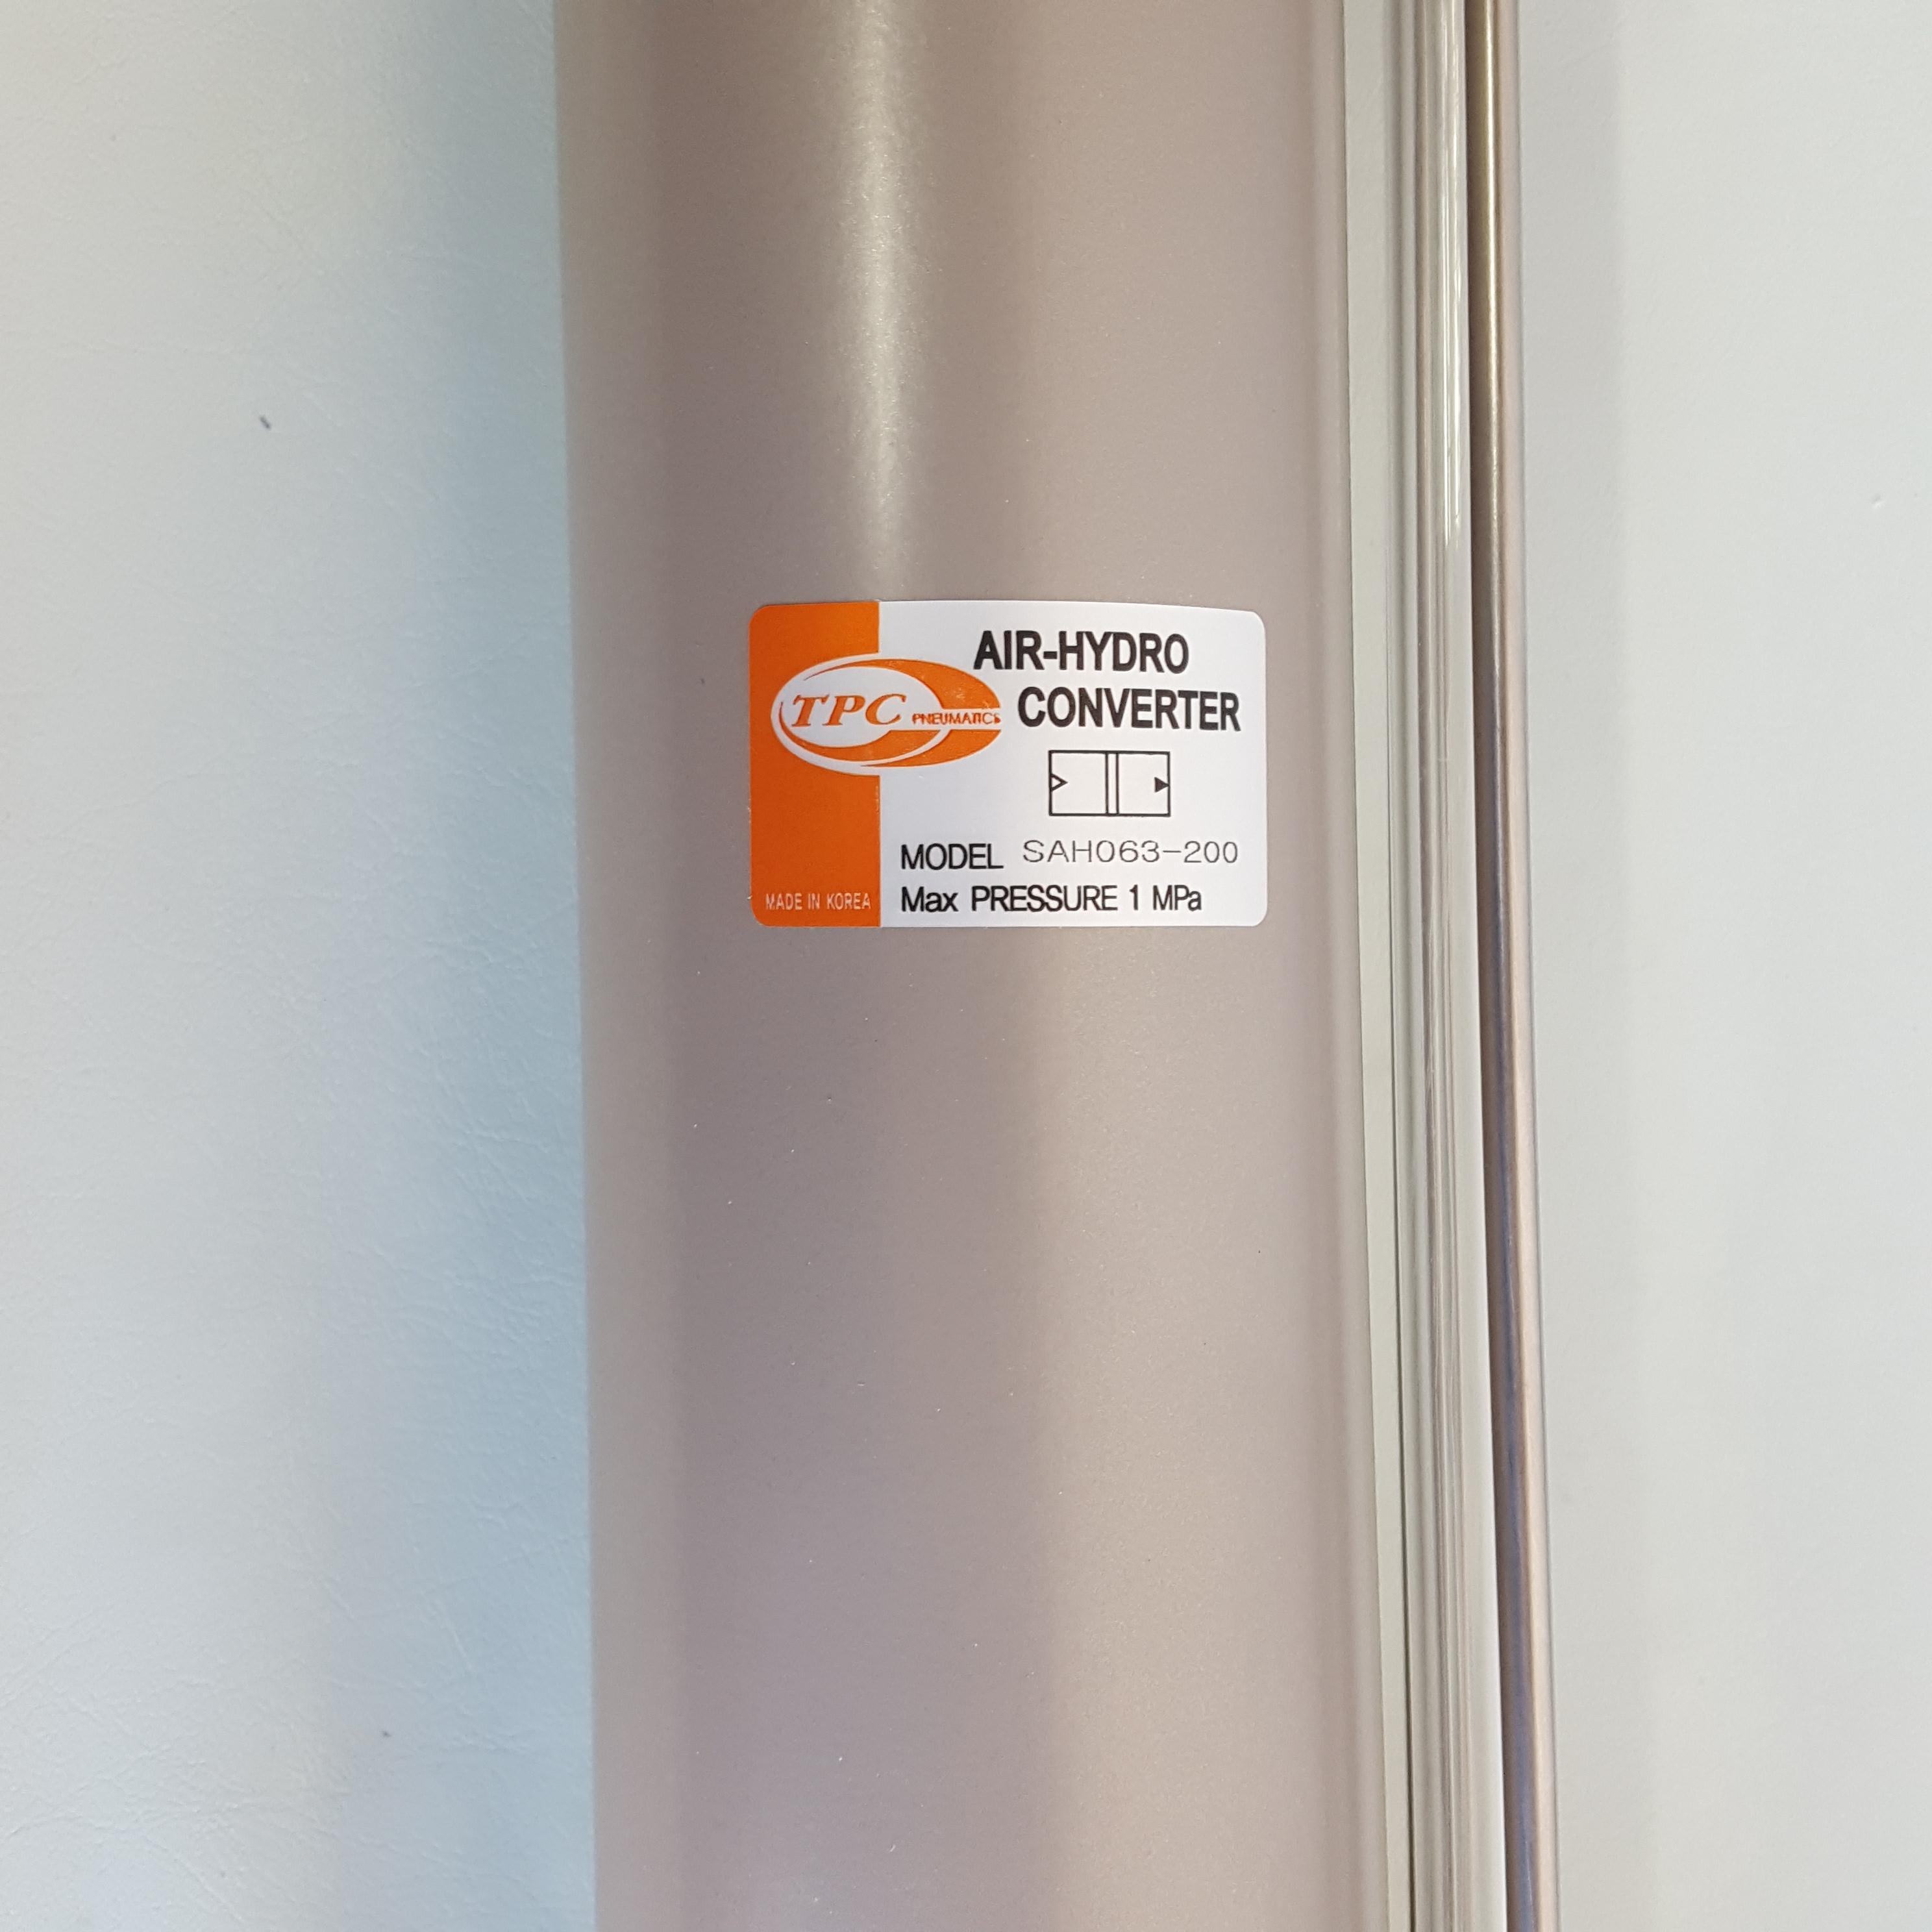 AIR-HYDRO
CONVERTER
TPC PNEUMATICS
MODEL SAH063-200
Max PRESSURE 1 MPa
MADE IN KOREA